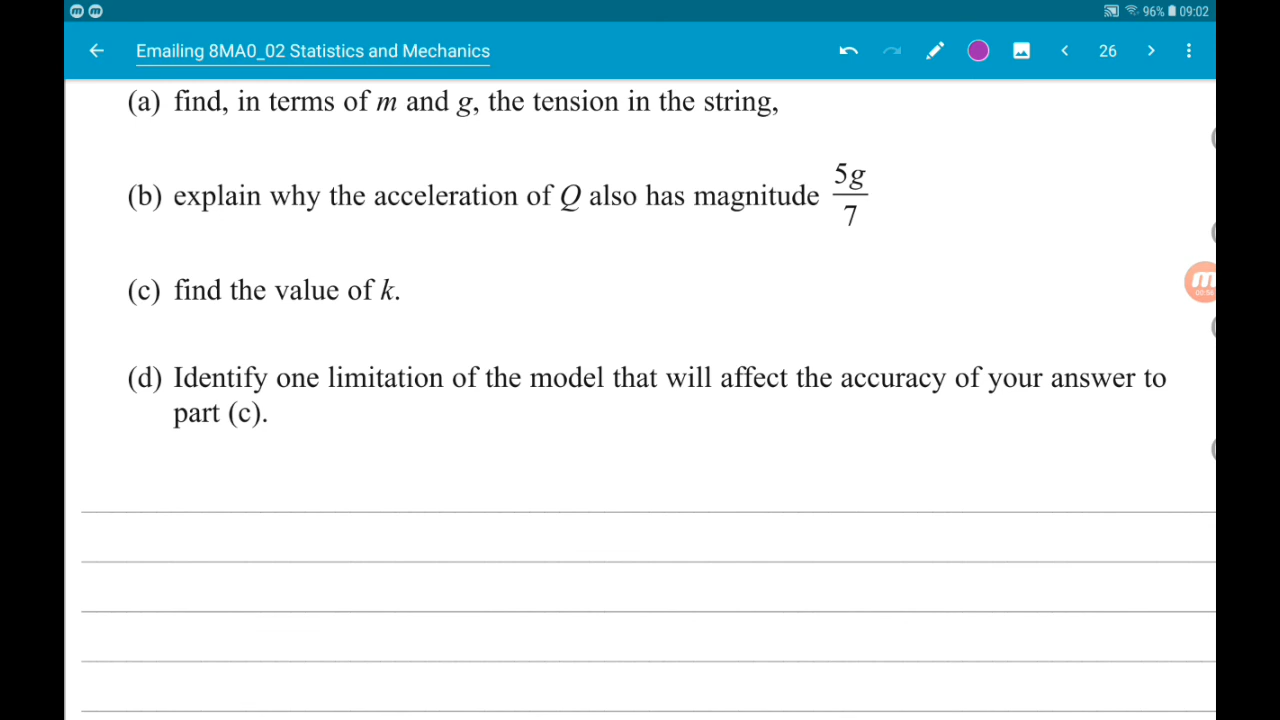 96% 09:02
Emailing 8MA0_02 Statistics and Mechanics 26
(a) find, in terms of m and g, the tension in the string,
(b) explain why the acceleration of Q also has magnitude 5g/7
(c) find the value of k.
(d) Identify one limitation of the model that will affect the accuracy of your answer to
part (c).